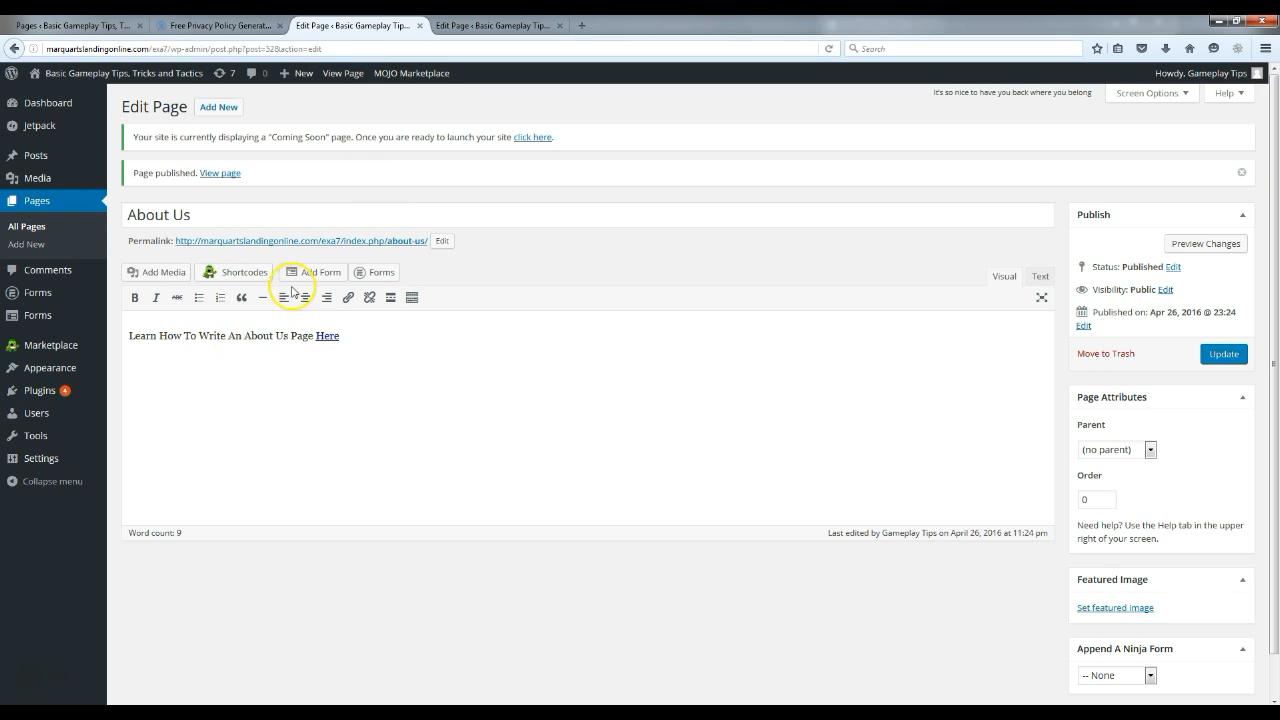 Pages ‹ Basic Gameplay Tips, T...
Free Privacy Policy Generat...
Edit Page ‹ Basic Gameplay Tip...
Edit Page ‹ Basic Gameplay Tip...
marquartslandingonline.com/exa7/wp-admin/post.php?post=32&action=edit
Search
Basic Gameplay Tips, Tricks and Tactics 7 0 New View Page MOJO Marketplace
Howdy, Gameplay Tips
It's so nice to have you back where you belong
Screen Options
Help
Edit Page
Add New
Your site is currently displaying a "Coming Soon" page. Once you are ready to launch your site click here.
Page published. View page
About Us
Permalink: http://marquartslandingonline.com/exa7/index.php/about-us/ Edit
Add Media Shortcodes Add Form Forms
Visual Text
B I ABC
Learn How To Write An About Us Page Here
Word count: 9
Last edited by Gameplay Tips on April 26, 2016 at 11:24 pm
Dashboard
Jetpack
Posts
Media
Pages
All Pages
Add New
Comments
Forms
Forms
Marketplace
Appearance
Plugins 4
Users
Tools
Settings
Collapse menu
Publish
Preview Changes
Status: Published Edit
Visibility: Public Edit
Published on: Apr 26, 2016 @ 23:24
Edit
Move to Trash
Update
Page Attributes
Parent
(no parent)
Order
0
Need help? Use the Help tab in the upper
right of your screen.
Featured Image
Set featured image
Append A Ninja Form
-- None